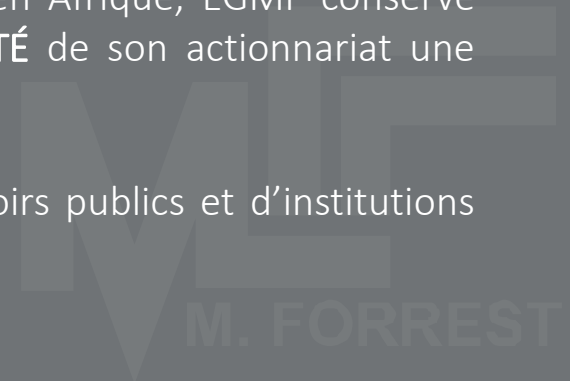 en Afrique, EGMF conserve
TÉ de son actionnariat une
oirs publics et d’institutions
M. FORREST